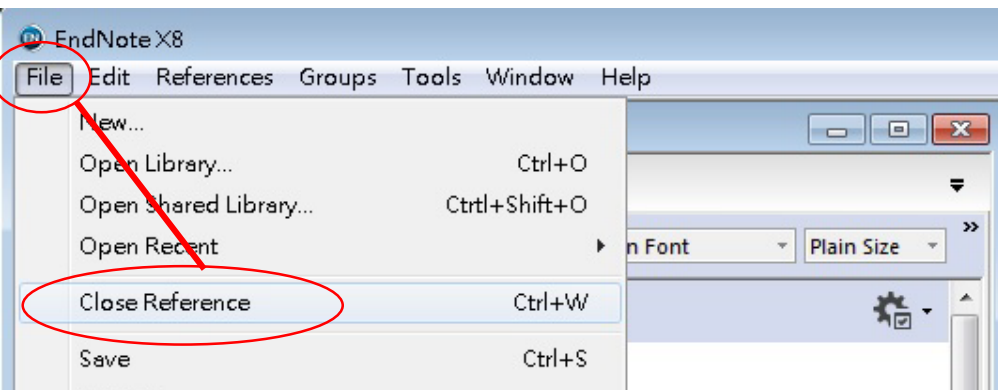 EndNote X8
File Edit References Groups Tools Window Help
New...
Open Library... Ctrl+O
Open Shared Library... Ctrtl+Shift+O
Open Recent
n Font Plain Size
Close Reference Ctrl+W
Save Ctrl+S